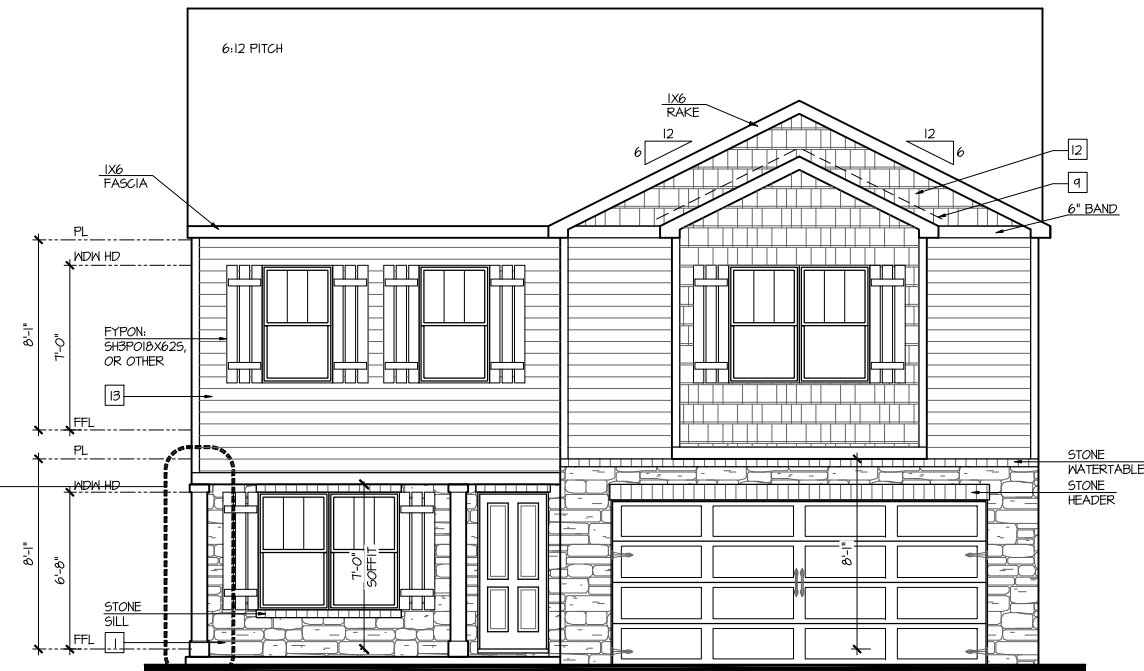 6:12 PITCH
1X6
RAKE
12
6
12
6
12
9
6" BAND
1X6
FASCIA
PL
WDW HD
8'-1"
7'-0"
FYPON:
SH3PO18X62S,
OR OTHER
13
FFL
PL
WDW HD
STONE
WATERTABLE
STONE
HEADER
8'-1"
6'-8"
7'-0"
SOFFIT
8'-1"
STONE
SILL
FFL
1